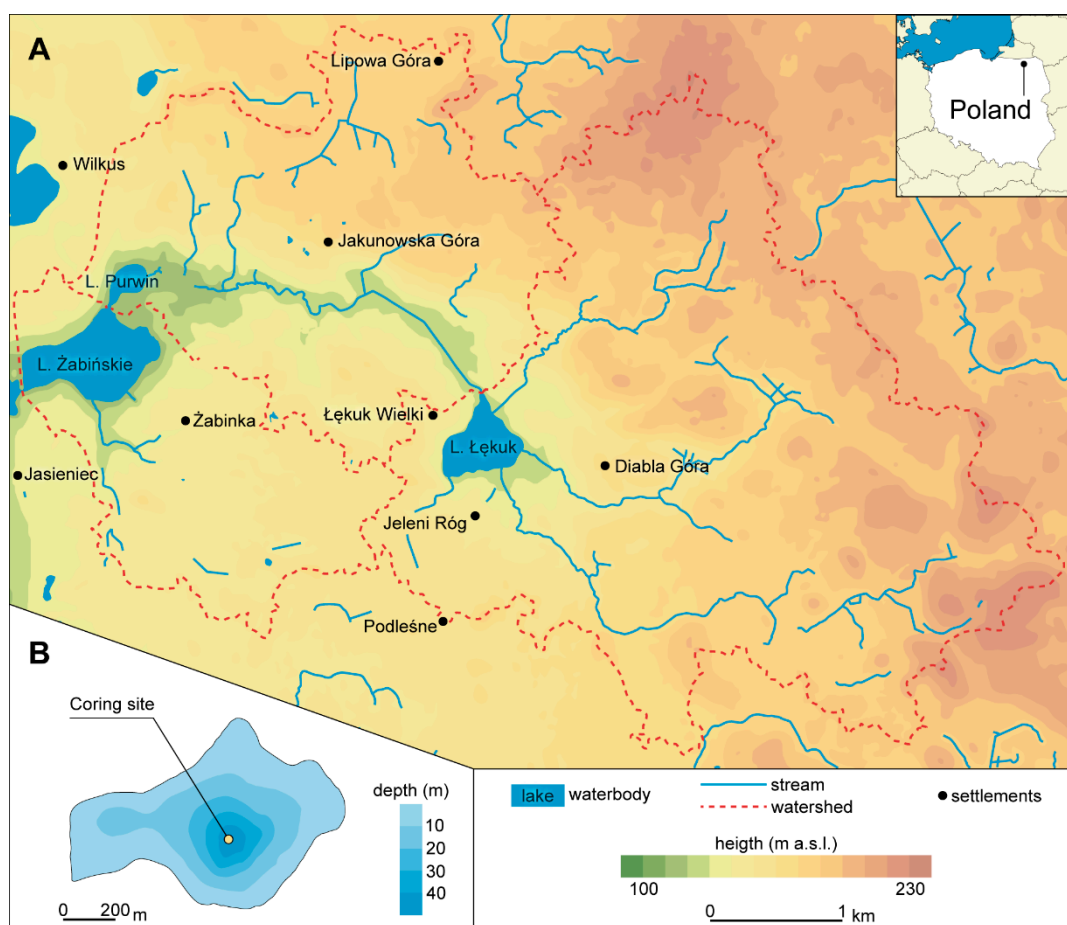 A
Lipowa Góra
Poland
Wilkus
Jakunowska Góra
L. Purwin
L. Żabińskie
Żabinka
Łękuk Wielki
L. Łękuk
Jasieniec
Diabla Góra
Jeleni Róg
Podleśne
B
Coring site
depth (m)
10
20
30
40
0 200 m
lake waterbody
stream
watershed
settlements
heigth (m a.s.l.)
100 230
0 1 km